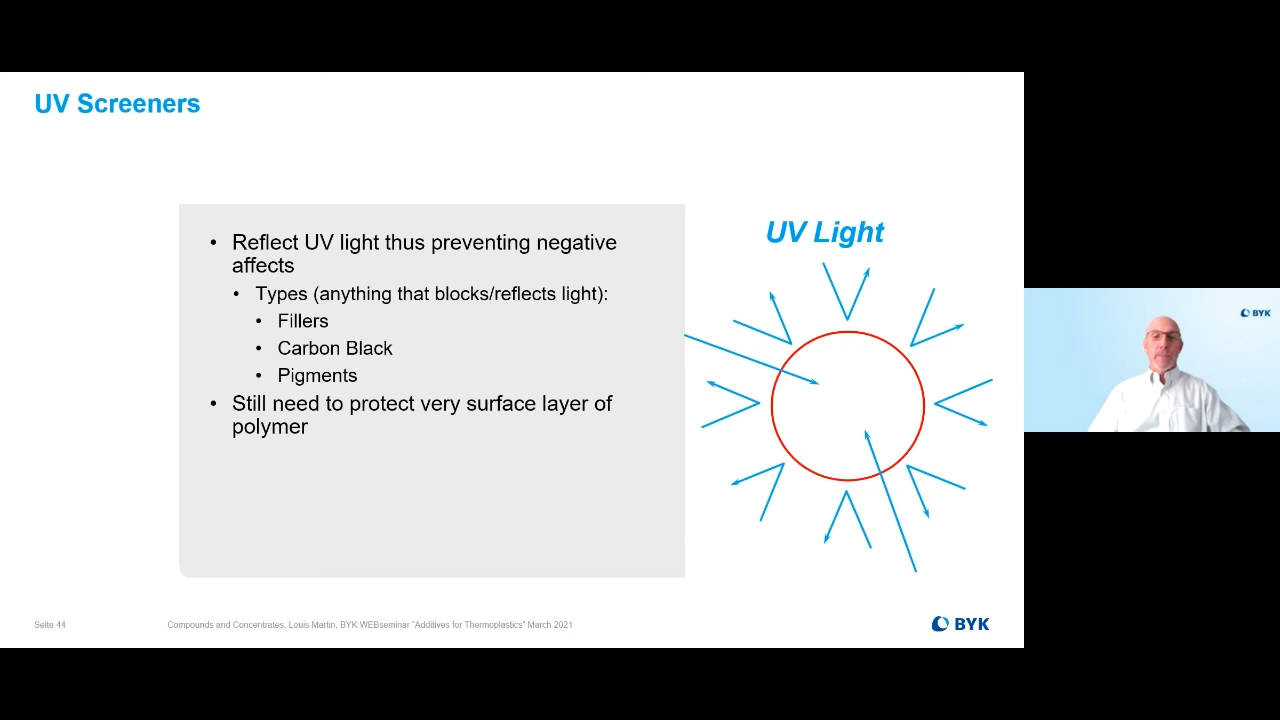 UV Screeners
• Reflect UV light thus preventing negative
affects
• Types (anything that blocks/reflects light):
• Fillers
• Carbon Black
• Pigments
• Still need to protect very surface layer of
polymer
UV Light
BYK
Seite 44
Compounds and Concentrates, Louis Martin, BYK WEBseminar "Additives for Thermoplastics" March 2021
BYK